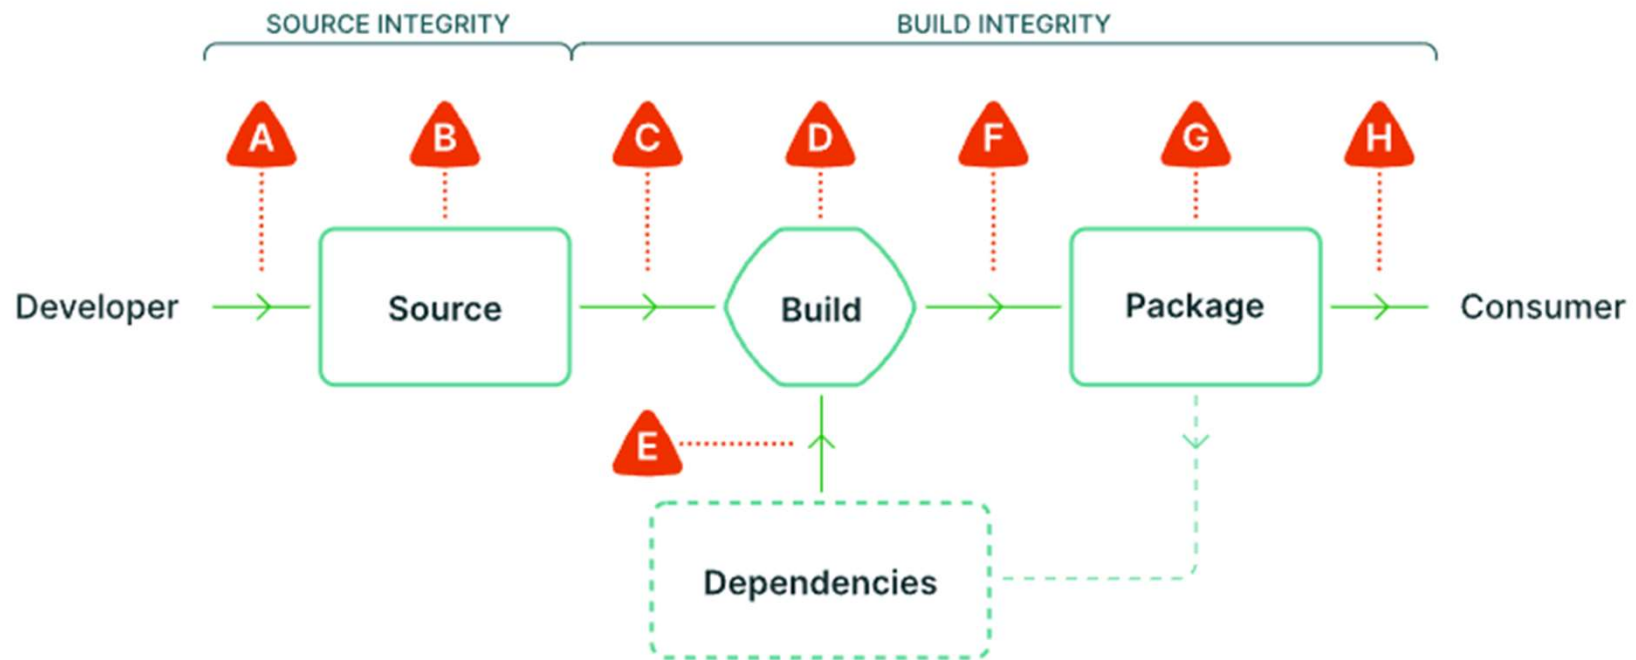 SOURCE INTEGRITY
BUILD INTEGRITY
A
B
C
D
F
G
H
Developer
Source
Build
Package
Consumer
E
Dependencies